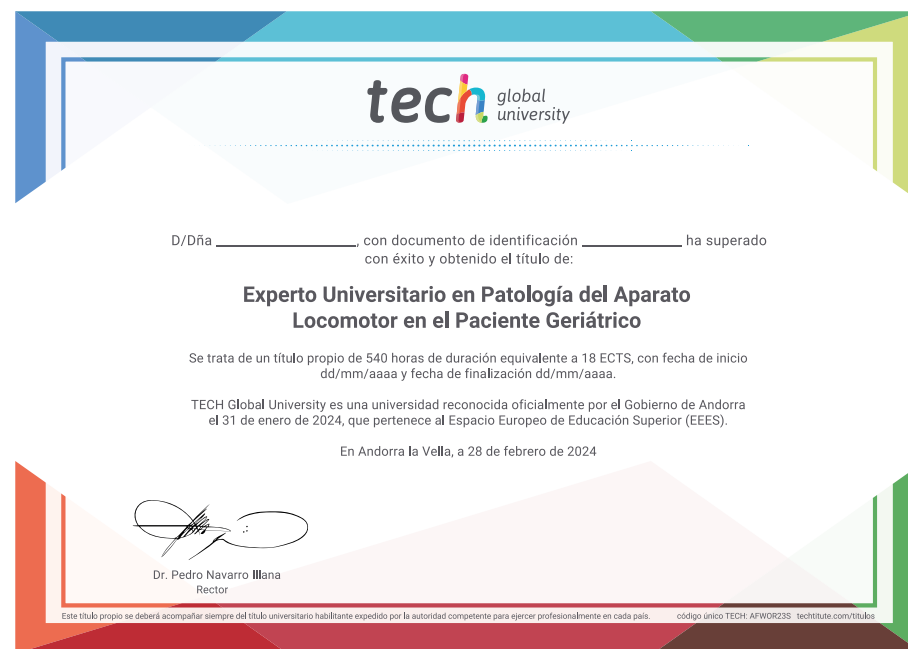 tech global university
D/Dña ____________________, con documento de identificación ______________ ha superado
con éxito y obtenido el título de:
Experto Universitario en Patología del Aparato
Locomotor en el Paciente Geriátrico
Se trata de un título propio de 540 horas de duración equivalente a 18 ECTS, con fecha de inicio
dd/mm/aaaa y fecha de finalización dd/mm/aaaa.
TECH Global University es una universidad reconocida oficialmente por el Gobierno de Andorra
el 31 de enero de 2024, que pertenece al Espacio Europeo de Educación Superior (EEES).
En Andorra la Vella, a 28 de febrero de 2024
Dr. Pedro Navarro Illana
Rector
Este título propio se deberá acompañar siempre del título universitario habilitante expedido por la autoridad competente para ejercer profesionalmente en cada país. código único TECH: AFWOR23S techtitute.com/titulos